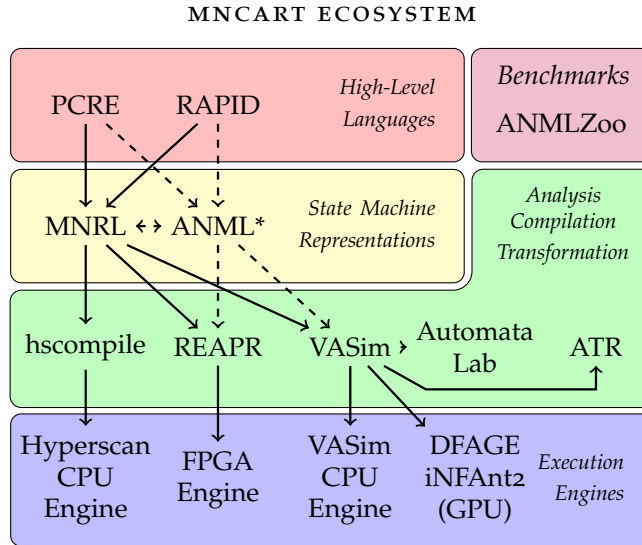 MNCART ECOSYSTEM
PCRE RAPID
High-Level
Languages
Benchmarks
ANMLZoo
MNRL ANML*
State Machine
Representations
Analysis
Compilation
Transformation
hscompile REAPR VASim
Automata
Lab
ATR
Hyperscan
CPU
Engine
FPGA
Engine
VASim
CPU
Engine
DFAGE
iNFAnt2
(GPU)
Execution
Engines